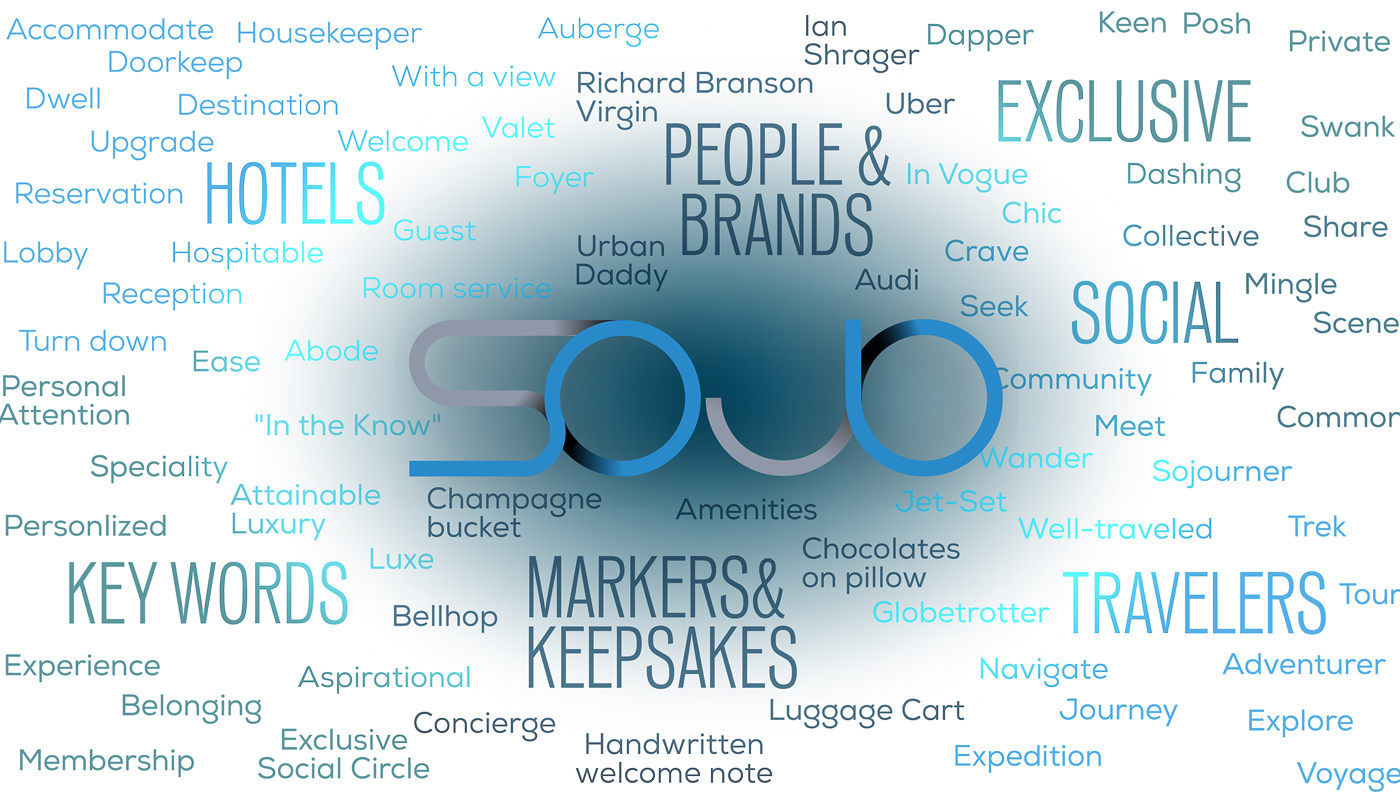 Accommodate
Housekeeper
Doorkeep
Dwell
Destination
Upgrade
Welcome
Reservation
HOTELS
Guest
Lobby
Hospitable
Reception
Room service
Turn down
Abode
Auberge
With a view
Valet
Foyer
Ian
Shrager
Richard Branson
Virgin
Uber
PEOPLE &
BRANDS
Urban
Daddy
Audi
Dapper
Keen
Posh
Private
EXCLUSIVE
Swank
In Vogue
Dashing
Club
Chic
Crave
Seek
Collective
Share
SOCIAL
Mingle
Scene
Community
Family
Meet
Common
SOJO
Ease
Personal
Attention
"In the Know"
Speciality
Attainable
Luxury
Personlized
Luxe
KEY WORDS
Experience
Aspirational
Belonging
Exclusive
Social Circle
Membership
Champagne
bucket
Amenities
Chocolates
on pillow
Bellhop
MARKERS&
KEEPSAKES
Concierge
Luggage Cart
Handwritten
welcome note
Wander
Sojourner
Jet-Set
Well-traveled
Trek
Globetrotter
TRAVELERS
Tour
Navigate
Adventurer
Journey
Explore
Expedition
Voyage